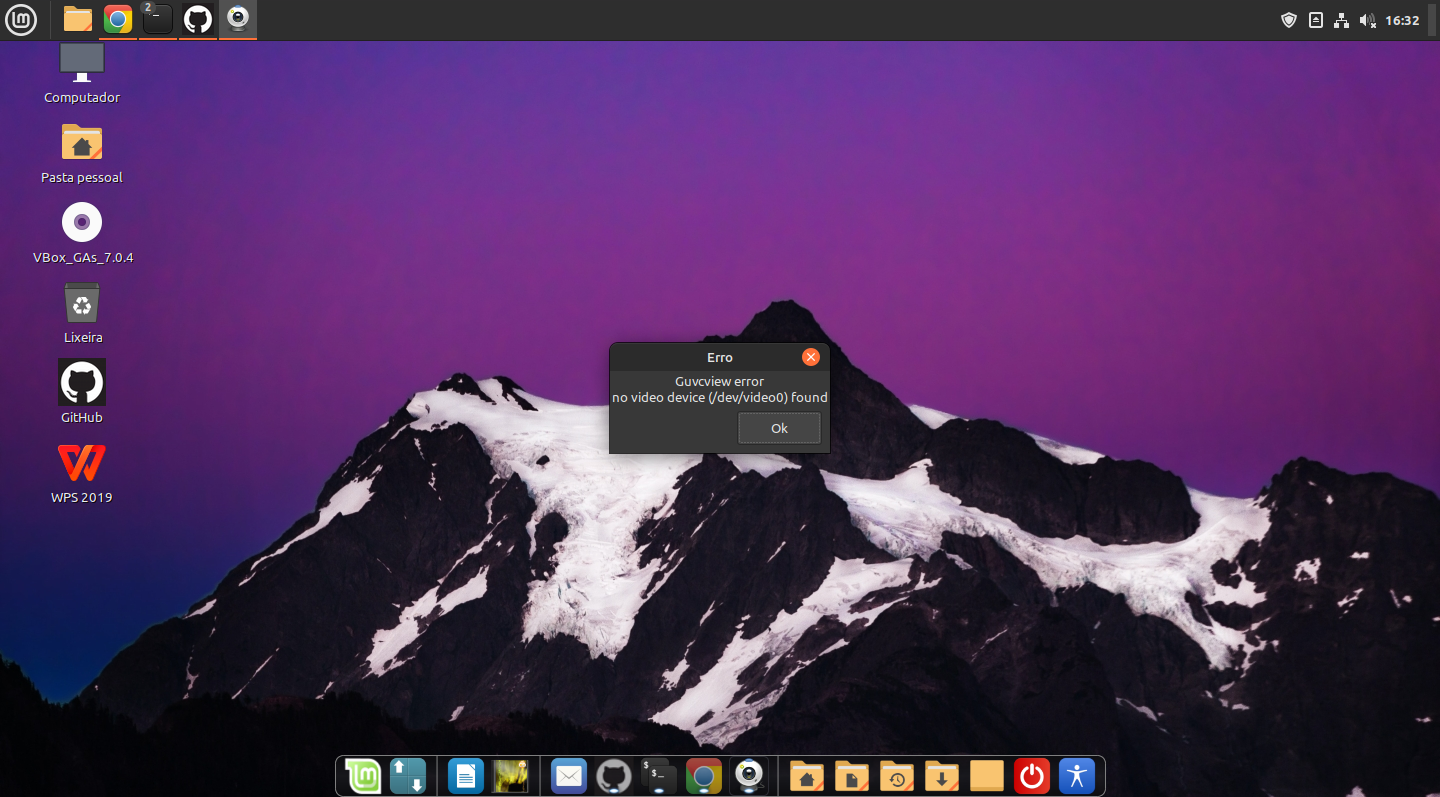 2
16:32
Computador
Pasta pessoal
VBox_GAs_7.0.4
Lixeira
GitHub
WPS 2019
Erro
Guvcview error
no video device (/dev/video0) found
Ok
$
$ _